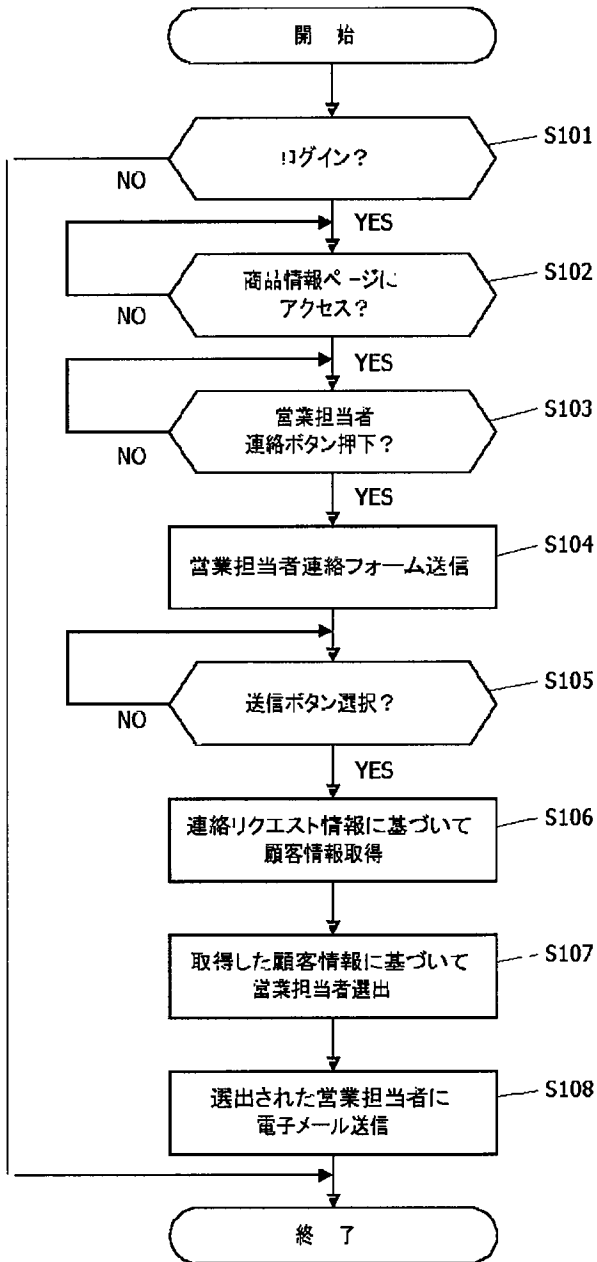 開 始
ログイン？
S101
NO
YES
商品情報ページに
アクセス？
S102
NO
YES
営業担当者
連絡ボタン押下？
S103
NO
YES
営業担当者連絡フォーム送信
S104
送信ボタン選択？
S105
NO
YES
連絡リクエスト情報に基づいて
顧客情報取得
S106
取得した顧客情報に基づいて
営業担当者選出
S107
選出された営業担当者に
電子メール送信
S108
終 了